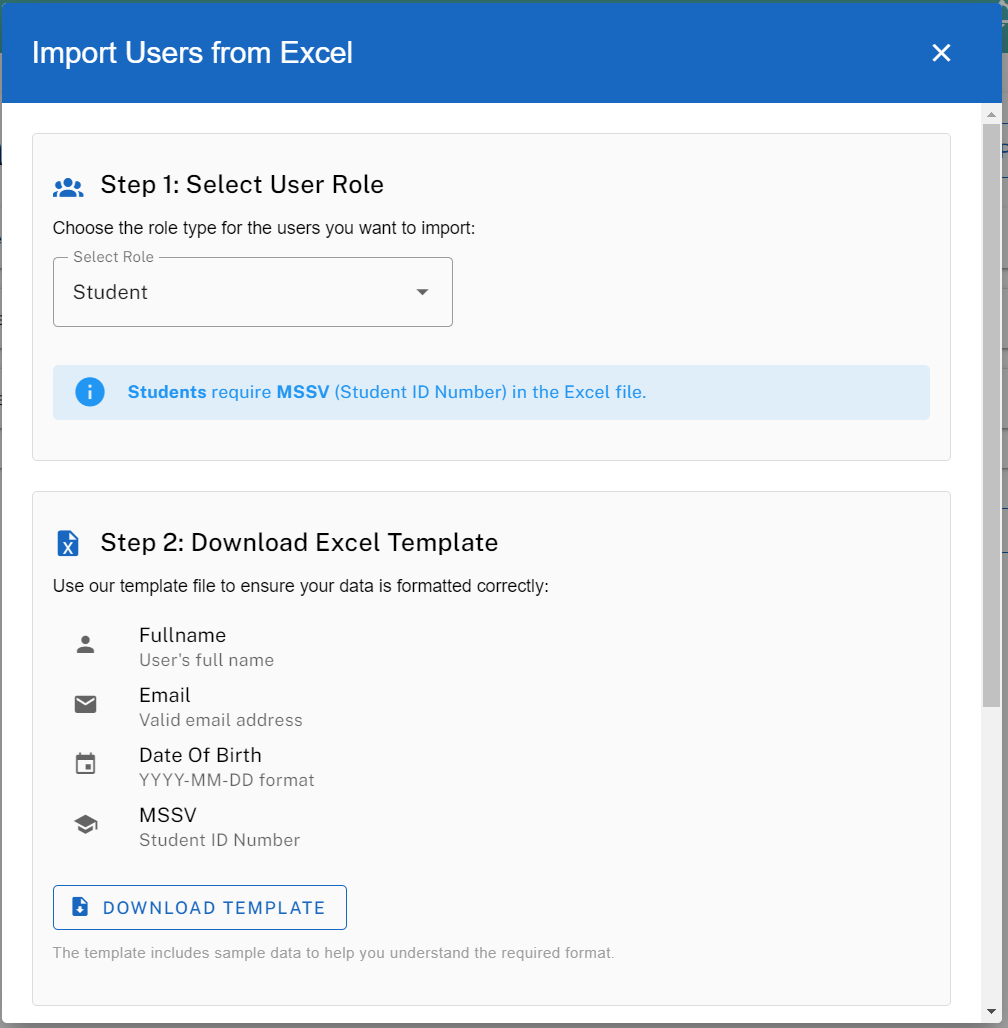 Import Users from Excel
Step 1: Select User Role
Choose the role type for the users you want to import:
Select Role
Student
Students require MSSV (Student ID Number) in the Excel file.
Step 2: Download Excel Template
Use our template file to ensure your data is formatted correctly:
Fullname
User's full name
Email
Valid email address
Date Of Birth
YYYY-MM-DD format
MSSV
Student ID Number
DOWNLOAD TEMPLATE
The template includes sample data to help you understand the required format.